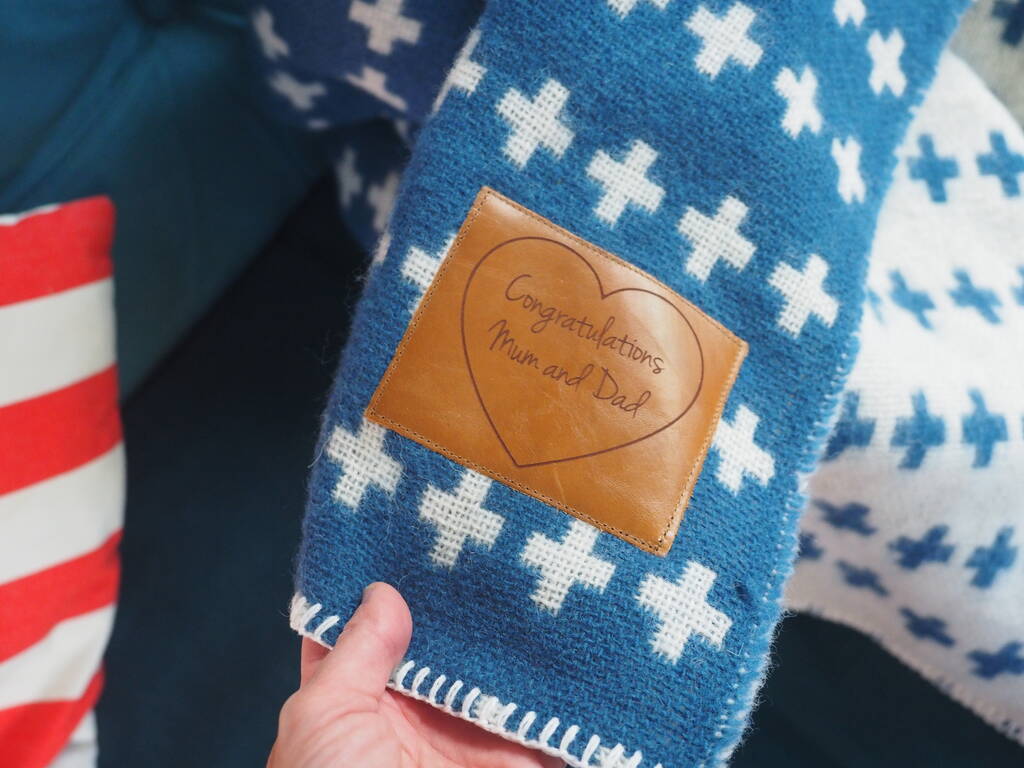 Congratulations
Mum and Dad